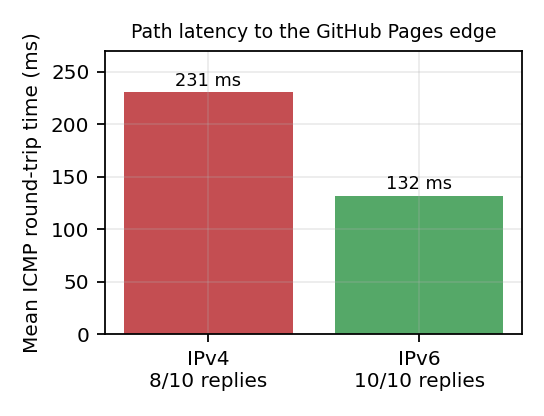 Path latency to the GitHub Pages edge
Mean ICMP round-trip time (ms)
250
200
150
100
50
0
231 ms
132 ms
IPv4
8/10 replies
IPv6
10/10 replies